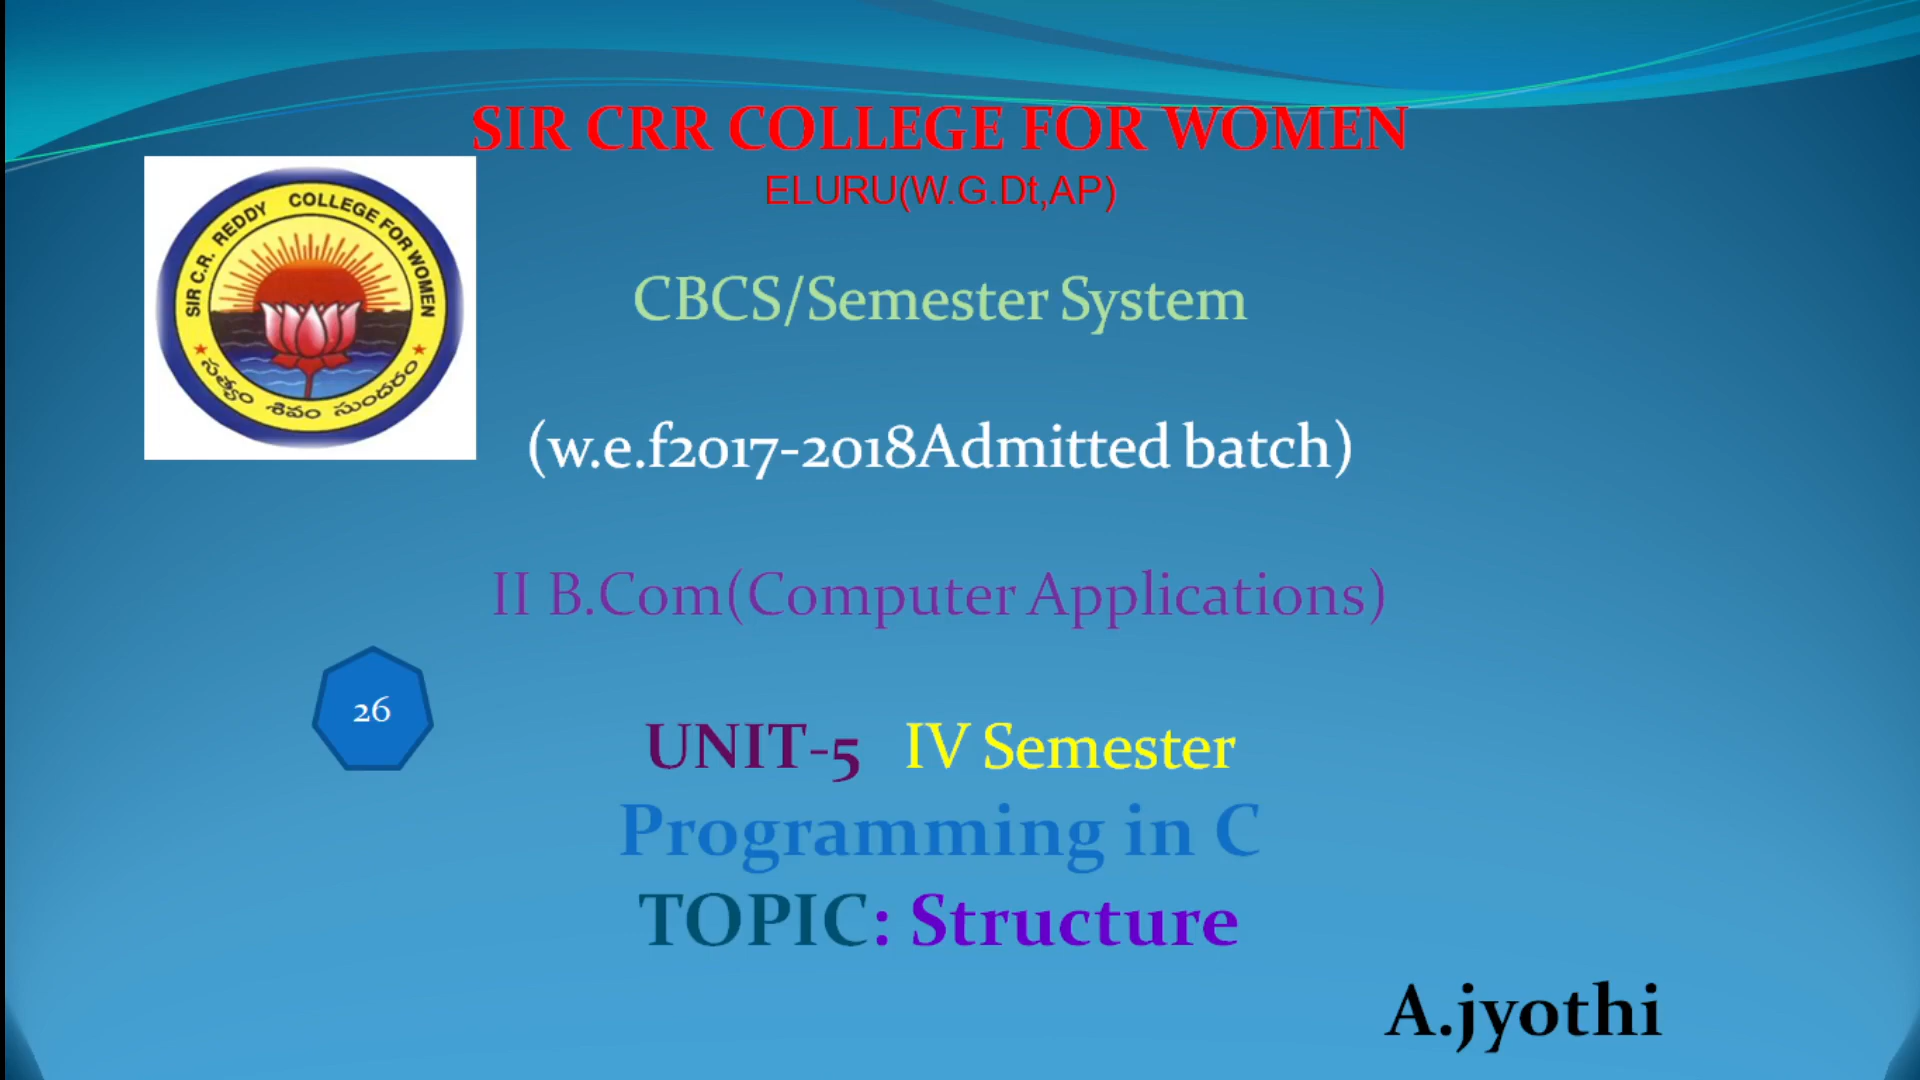 SIR CRR COLLEGE FOR WOMEN
ELURU(W.G.Dt,AP)
SIR C.R. REDDY COLLEGE FOR WOMEN
సత్యం శివం సుందరం
CBCS/Semester System
(w.e.f2017-2018Admitted batch)
II B.Com(Computer Applications)
26
UNIT-5 IV Semester
Programming in C
TOPIC: Structure
A.jyothi